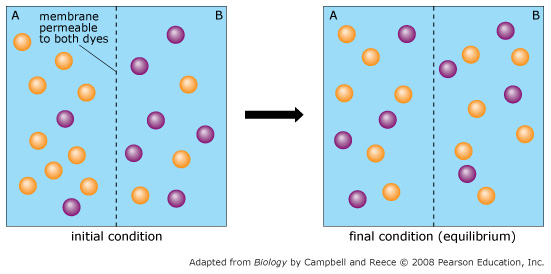 A
membrane
permeable
to both dyes
B
A
B
initial condition
final condition (equilibrium)
Adapted from Biology by Campbell and Reece © 2008 Pearson Education, Inc.